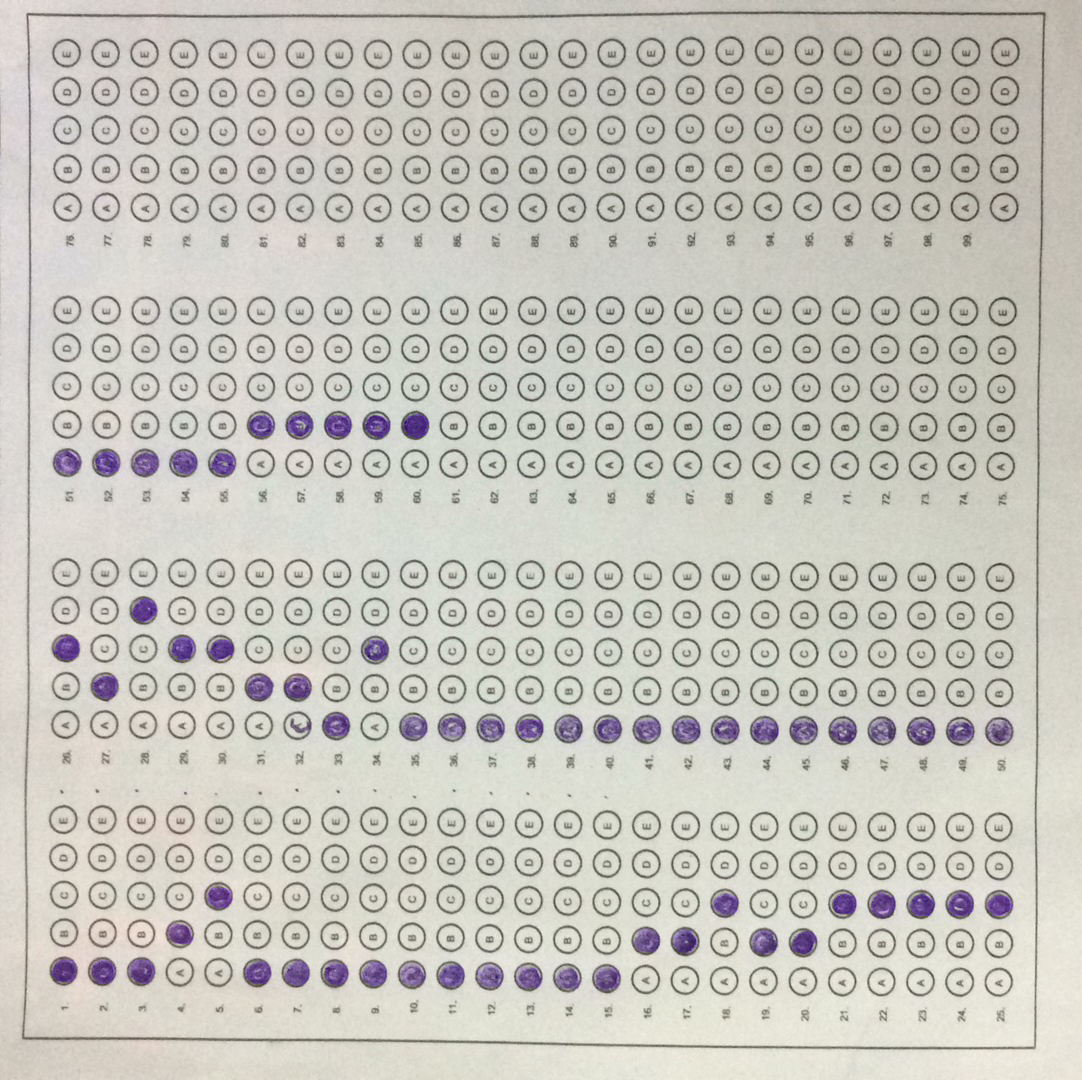 1. B C D E
2. B C D E
3. B C D E
4. A C D E
5. A B D E
6. B C D E
7. B C D E
8. B C D E
9. B C D E
10. B C D E
11. B C D E
12. B C D E
13. B C D E
14. B C D E
15. B C D E
16. A C D E
17. A C D E
18. A B D E
19. A C D E
20. A C D E
21. A B D E
22. A B D E
23. A B D E
24. A B D E
25. A B D E
26. A B D E
27. A C D E
28. A B C E
29. A B D E
30. A B D E
31. A C D E
32. C D E
33. B C D E
34. A B D E
35. B C D E
36. B C D E
37. B C D E
38. B C D E
39. B C D E
40. B C D E
41. B C D E
42. B C D E
43. B C D E
44. B C D E
45. B C D E
46. B C D E
47. B C D E
48. B C D E
49. B C D E
50. B C D E
51. B C D E
52. B C D E
53. B C D E
54. B C D E
55. B C D E
56. A C D E
57. A C D E
58. A C D E
59. A C D E
60. A C D E
61. A B C D E
62. A B C D E
63. A B C D E
64. A B C D E
65. A B C D E
66. A B C D E
67. A B C D E
68. A B C D E
69. A B C D E
70. A B C D E
71. A B C D E
72. A B C D E
73. A B C D E
74. A B C D E
75. A B C D E
76. A B C D E
77. A B C D E
78. A B C D E
79. A B C D E
80. A B C D E
81. A B C D E
82. A B C D E
83. A B C D E
84. A B C D E
85. A B C D E
86. A B C D E
87. A B C D E
88. A B C D E
89. A B C D E
90. A B C D E
91. A B C D E
92. A B C D E
93. A B C D E
94. A B C D E
95. A B C D E
96. A B C D E
97. A B C D E
98. A B C D E
99. A B C D E
A B C D E